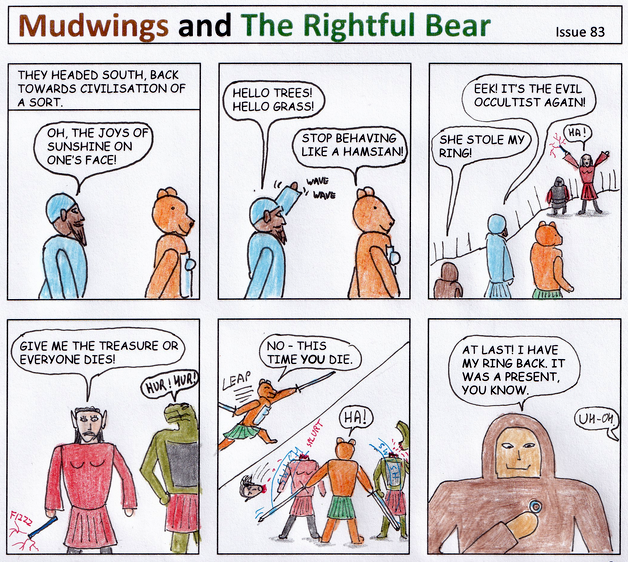 Mudwings and The Rightful Bear
Issue 83
THEY HEADED SOUTH, BACK
TOWARDS CIVILISATION OF
A SORT.
OH, THE JOYS OF
SUNSHINE ON
ONE'S FACE!
HELLO TREES!
HELLO GRASS!
WAVE
WAVE
STOP BEHAVING
LIKE A HAMSIAN!
EEK! IT'S THE EVIL
OCCULTIST AGAIN!
SHE STOLE MY
RING!
HA!
GIVE ME THE TREASURE OR
EVERYONE DIES!
HUR! HUR!
FIZZZ
NO - THIS
TIME YOU DIE.
LEAP
HA!
SPLURT
AT LAST! I HAVE
MY RING BACK. IT
WAS A PRESENT,
YOU KNOW.
UH-OH